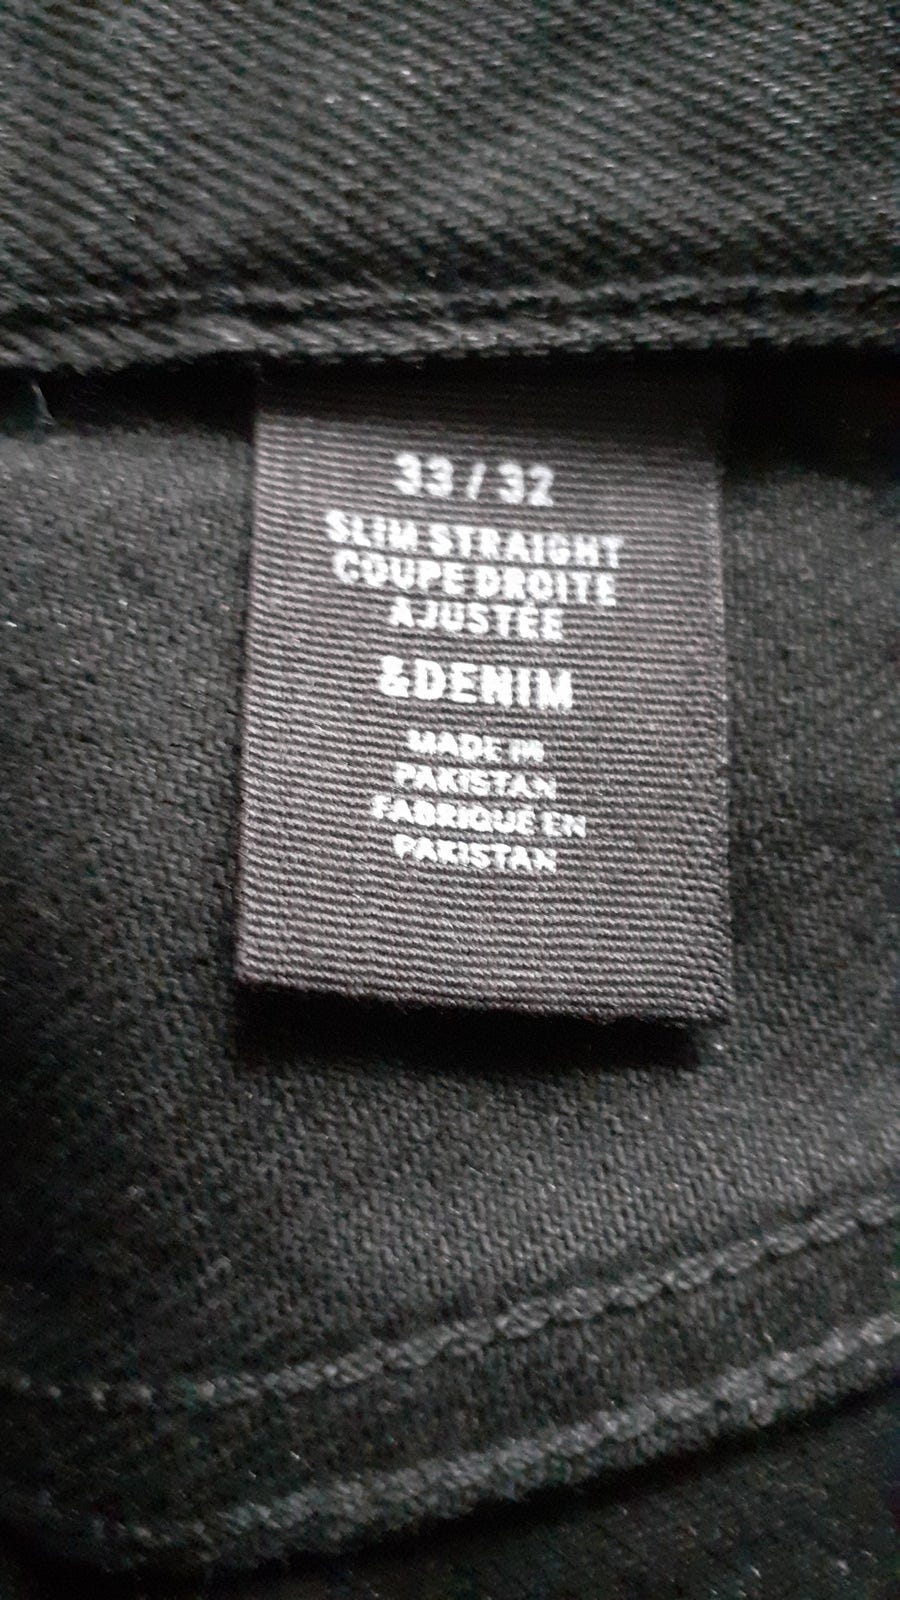 33 / 32
SLIM STRAIGHT
COUPE DROITE
AJUSTÉE
&DENIM
MADE IN
PAKISTAN
FABRIQUÉ EN
PAKISTAN